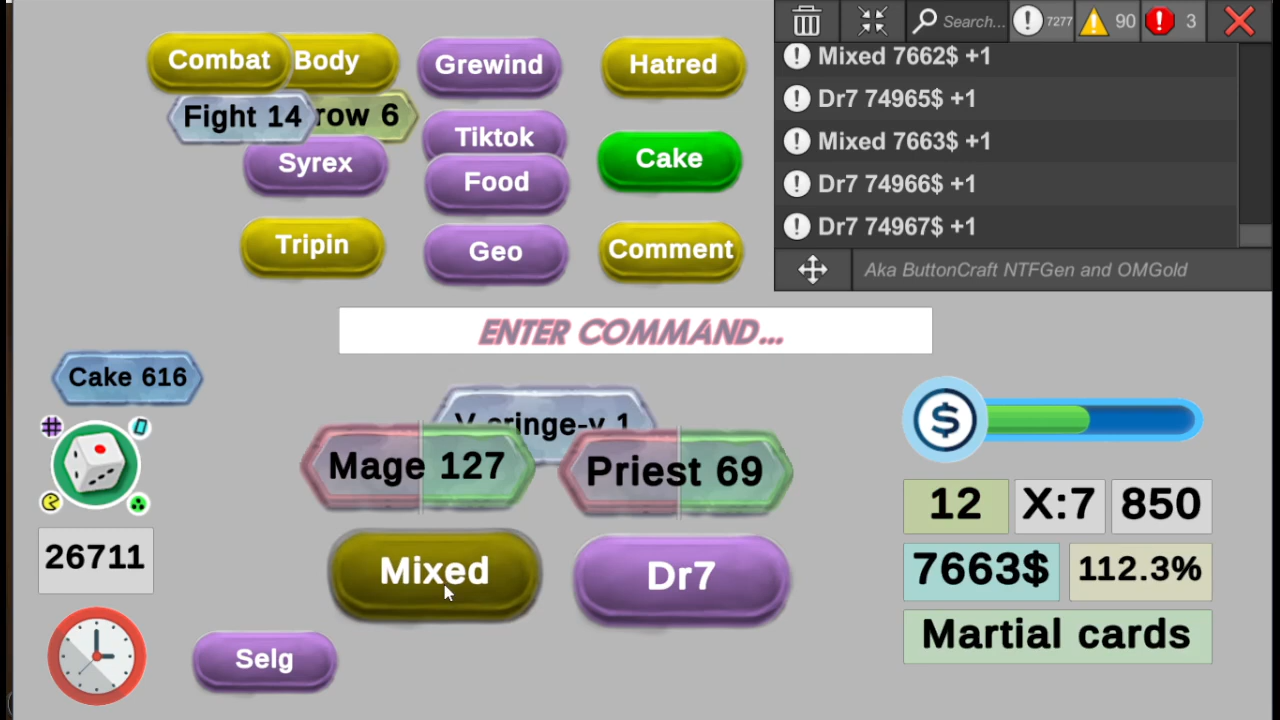 Combat
Body
Grewind
Hatred
Fight 14
row 6
Tiktok
Syrex
Food
Cake
Tripin
Geo
Comment
Search...
7277
90
3
Mixed 7662$ +1
Dr7 74965$ +1
Mixed 7663$ +1
Dr7 74966$ +1
Dr7 74967$ +1
Aka ButtonCraft NTFGen and OMGold
ENTER COMMAND...
Cake 616
Mage 127
Priest 69
Mixed
Dr7
26711
Selg
$
12
X:7
850
7663$
112.3%
Martial cards